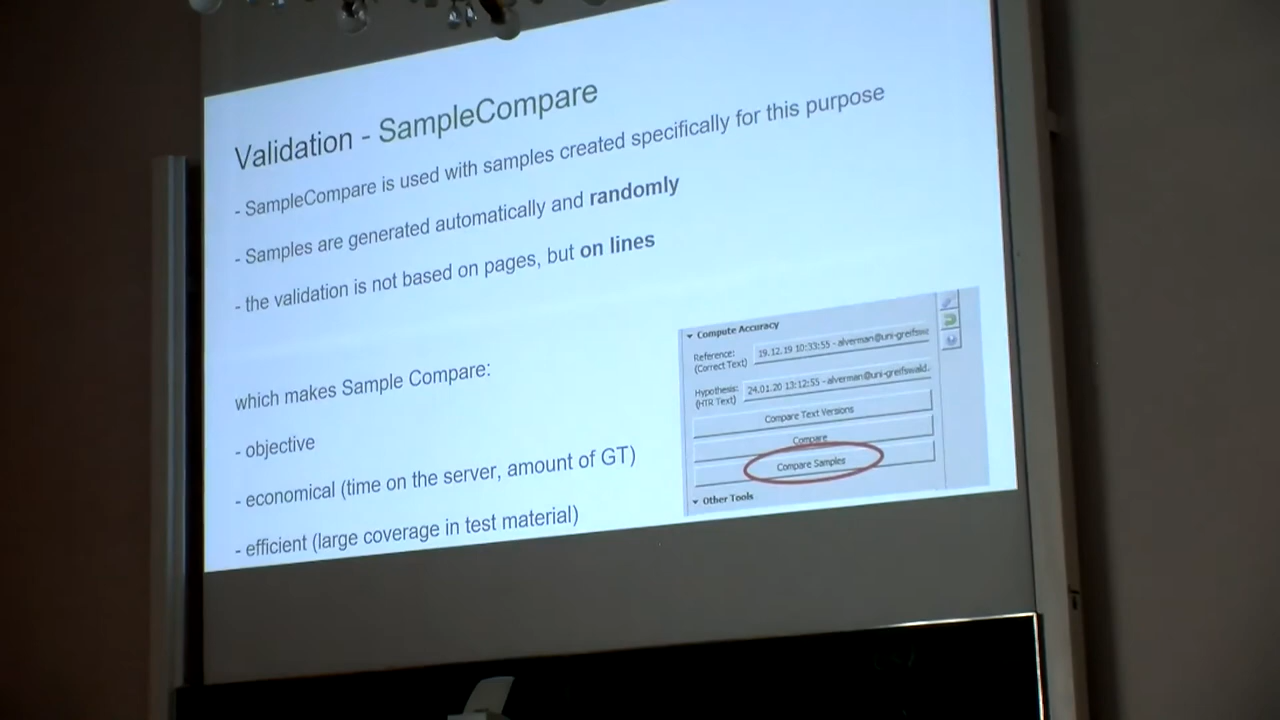 Validation - SampleCompare
- SampleCompare is used with samples created specifically for this purpose
- Samples are generated automatically and randomly
- the validation is not based on pages, but on lines
which makes Sample Compare:
- objective
- economical (time on the server, amount of GT)
- efficient (large coverage in test material)
Compute Accuracy
Reference:
(Correct Text)
19.12.19 10:33:55 - alverman@uni-greifswa
Hypothesis:
(HTR Text)
24.01.20 13:12:55 - alverman@uni-greifswald.
Compare Text Versions
Compare
Compare Samples
Other Tools